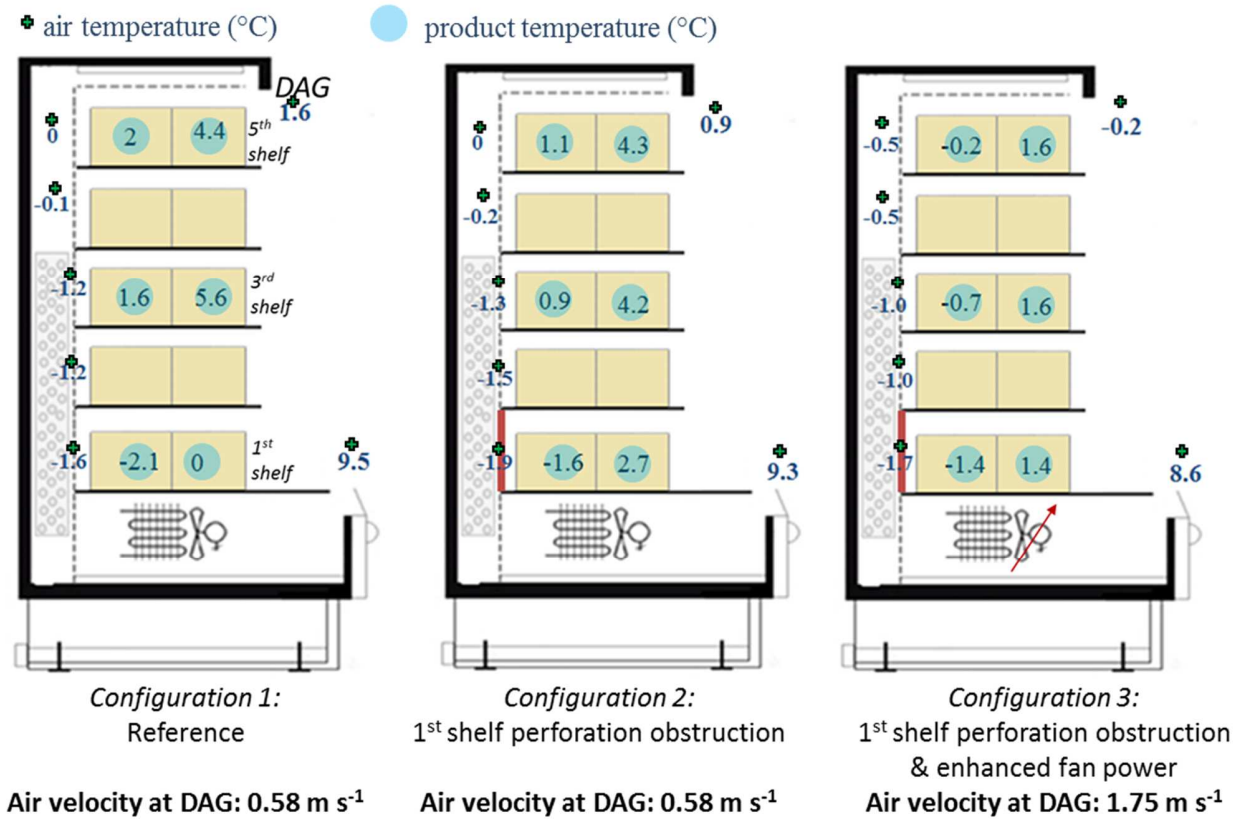 air temperature (°C)
product temperature (°C)
DAG
1.6
0
2
4.4
5th
shelf
-0.1
-1.2
1.6
5.6
3rd
shelf
-1.2
-1.6
-2.1
0
1st
shelf
9.5
Configuration 1:
Reference
Air velocity at DAG: 0.58 m s-1
0.9
0
1.1
4.3
-0.2
-1.3
0.9
4.2
-1.5
-1.9
-1.6
2.7
9.3
Configuration 2:
1st shelf perforation obstruction
Air velocity at DAG: 0.58 m s-1
-0.2
-0.5
-0.2
1.6
-0.5
-1.0
-0.7
1.6
-1.0
-1.7
-1.4
1.4
8.6
Configuration 3:
1st shelf perforation obstruction
& enhanced fan power
Air velocity at DAG: 1.75 m s-1